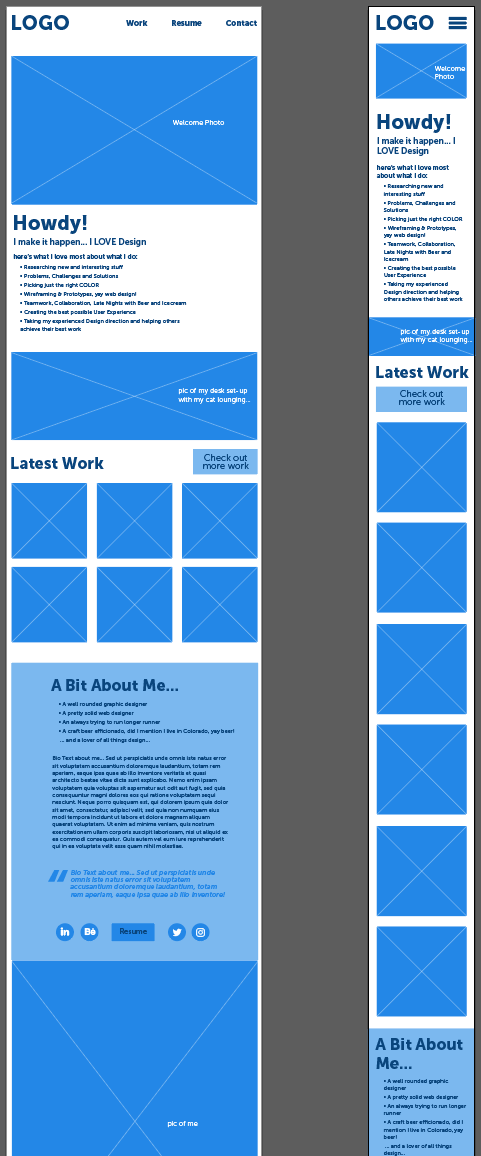 LOGO
Work Resume Contact
Welcome Photo
Howdy!
I make it happen... I LOVE Design
here's what I love most about what I do:
• Researching new and interesting stuff
• Problems, Challenges and Solutions
• Picking just the right COLOR
• Wireframing & Prototypes, yay web design!
• Teamwork, Collaboration, Late Nights with Beer and Icecream
• Creating the best possible User Experience
• Taking my experienced Design direction and helping others
achieve their best work
pic of my desk set-up
with my cat lounging...
Latest Work
Check out
more work
A Bit About Me...
• A well rounded graphic designer
• A pretty solid web designer
• An always trying to run longer runner
• A craft beer efficionado, did I mention I live in Colorado, yay beer!
... and a lover of all things design...
Bio Text about me... Sed ut perspiciatis unde omnis iste natus error
sit voluptatem accusantium doloremque laudantium, totam rem
aperiam, eaque ipsa quae ab illo inventore veritatis et quasi
architecto beatae vitae dicta sunt explicabo. Nemo enim ipsam
voluptatem quia voluptas sit aspernatur aut odit aut fugit, sed quia
consequuntur magni dolores eos qui ratione voluptatem sequi
nesciunt. Neque porro quisquam est, qui dolorem ipsum quia dolor
sit amet, consectetur, adipisci velit, sed quia non numquam eius
modi tempora incidunt ut labore et dolore magnam aliquam
quaerat voluptatem. Ut enim ad minima veniam, quis nostrum
exercitationem ullam corporis suscipit laboriosam, nisi ut aliquid ex
ea commodi consequatur. Quis autem vel eum iure reprehenderit
qui in ea voluptate velit esse quam nihil molestiae.
Bio Text about me... Sed ut perspiciatis unde
omnis iste natus error sit voluptatem
accusantium doloremque laudantium, totam
rem aperiam, eaque ipsa quae ab illo inventore!
in Bē Resume
pic of me
LOGO
Welcome
Photo
Howdy!
I make it happen... I
LOVE Design
here's what I love most
about what I do:
• Researching new and
interesting stuff
• Problems, Challenges and
Solutions
• Picking just the right COLOR
• Wireframing & Prototypes,
yay web design!
• Teamwork, Collaboration,
Late Nights with Beer and
Icecream
• Creating the best possible
User Experience
• Taking my experienced
Design direction and helping
others achieve their best work
pic of my desk set-up
with my cat lounging...
Latest Work
Check out
more work
A Bit About
Me...
• A well rounded graphic
designer
• A pretty solid web
designer
• An always trying to run longer
runner
• A craft beer efficionado, did I
mention I live in Colorado, yay
beer!
... and a lover of all things
design...